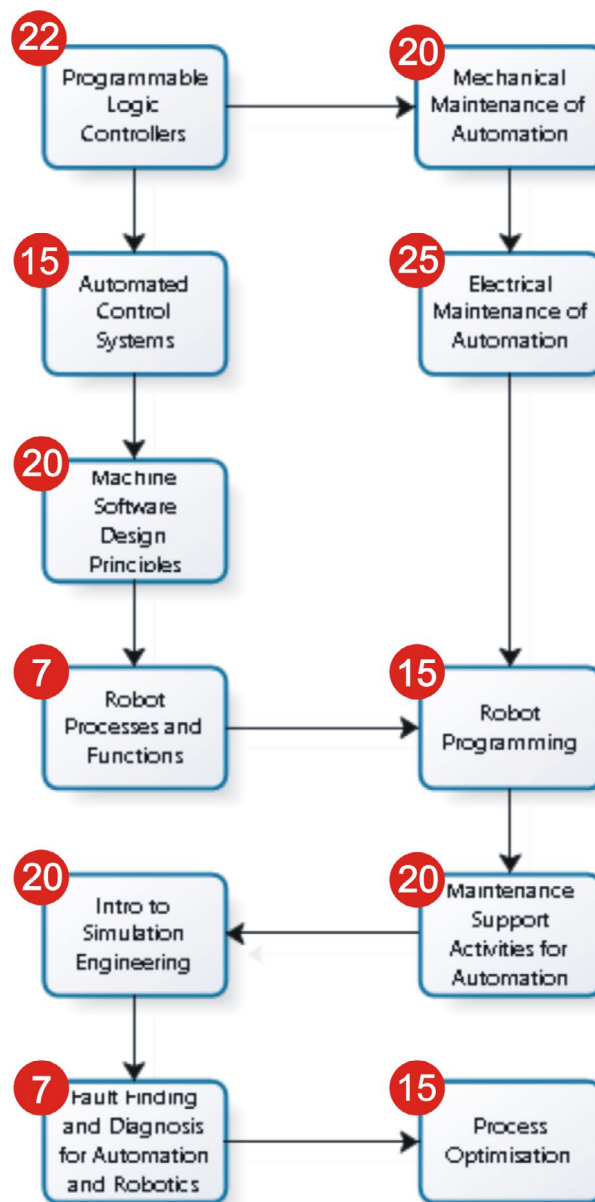 22
Programmable
Logic
Controllers
20
Mechanical
Maintenance of
Automation
15
Automated
Control
Systems
25
Electrical
Maintenance of
Automation
20
Machine
Software
Design
Principles
7
Robot
Processes and
Functions
15
Robot
Programming
20
Intro to
Simulation
Engineering
20
Maintenance
Support
Activities for
Automation
7
Fault Finding
and Diagnosis
for Automation
and Robotics
15
Process
Optimisation